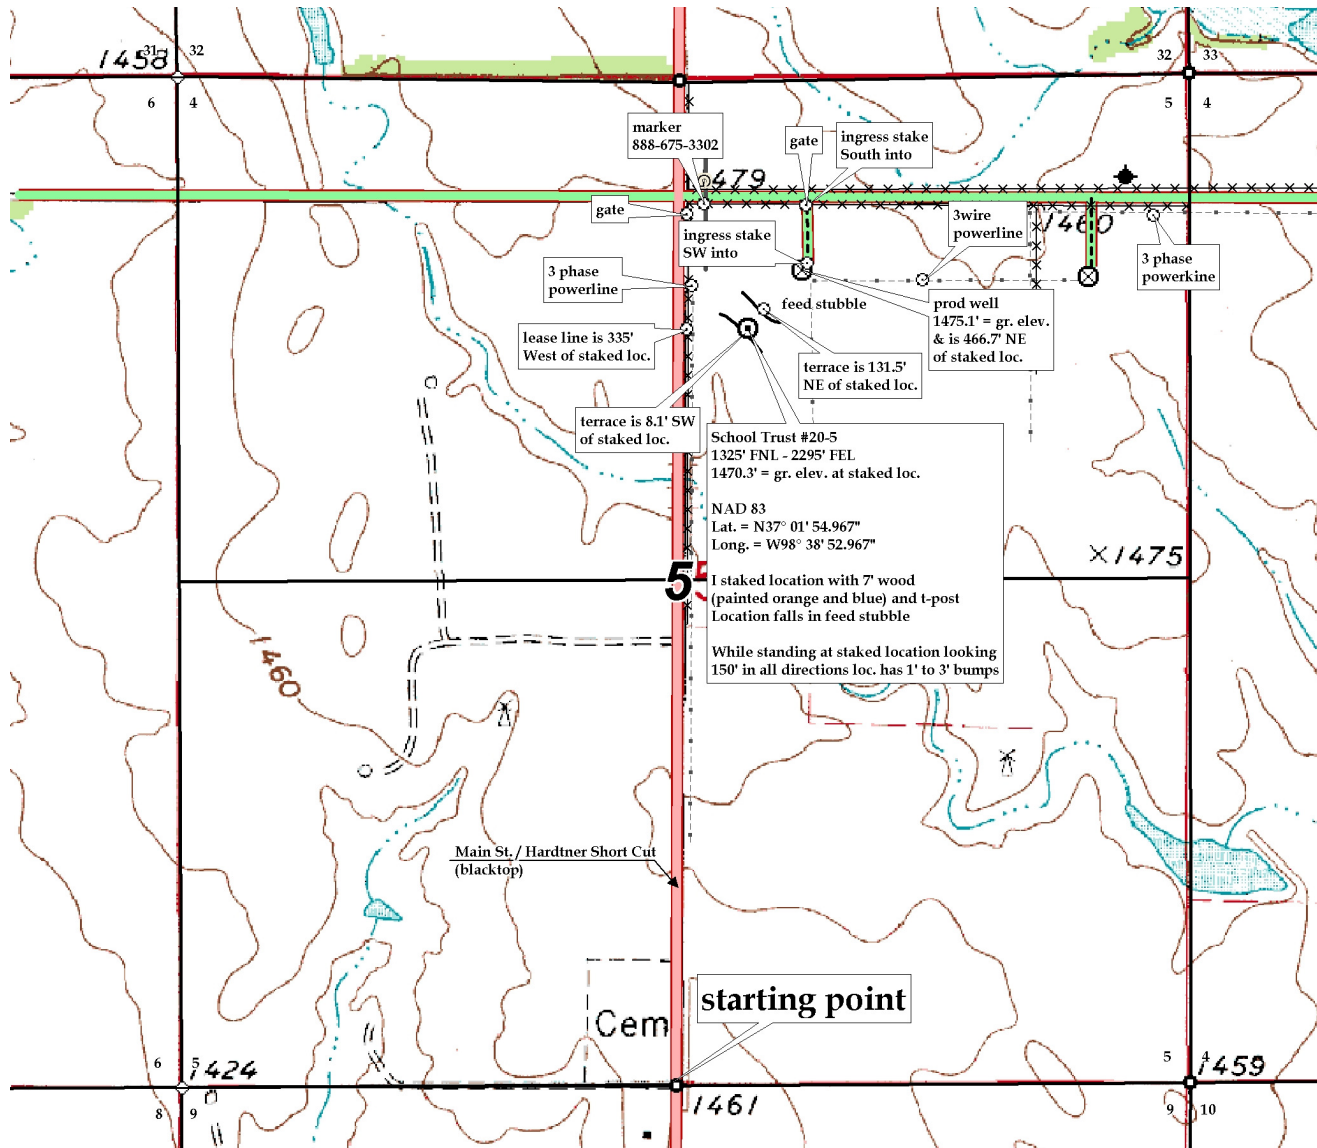 1458
31
32
32
33
6
4
5
4
marker
888-675-3302
gate
ingress stake
South into
479
gate
ingress stake
SW into
3wire
powerline
1460
3 phase
powerkine
3 phase
powerline
feed stubble
prod well
1475.1' = gr. elev.
& is 466.7' NE
of staked loc.
lease line is 335'
West of staked loc.
terrace is 131.5'
NE of staked loc.
terrace is 8.1' SW
of staked loc.
School Trust #20-5
1325' FNL - 2295' FEL
1470.3' = gr. elev. at staked loc.
NAD 83
Lat. = N37° 01' 54.967"
Long. = W98° 38' 52.967"
I staked location with 7' wood
(painted orange and blue) and t-post
Location falls in feed stubble
While standing at staked location looking
150' in all directions loc. has 1' to 3' bumps
1475
5
5
1460
Main St. / Hardtner Short Cut
(blacktop)
starting point
Cem
6
5
1424
5
4
1459
8
9
1461
9
10